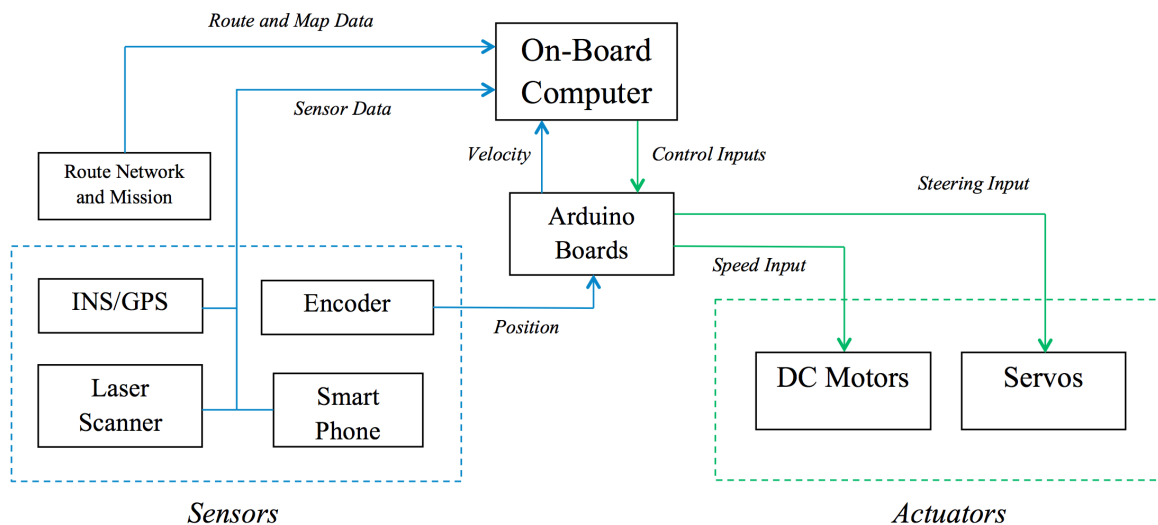 Route and Map Data
On-Board
Computer
Sensor Data
Velocity
Control Inputs
Route Network
and Mission
Steering Input
Arduino
Boards
Speed Input
INS/GPS
Encoder
Position
Laser
Scanner
Smart
Phone
DC Motors
Servos
Sensors
Actuators